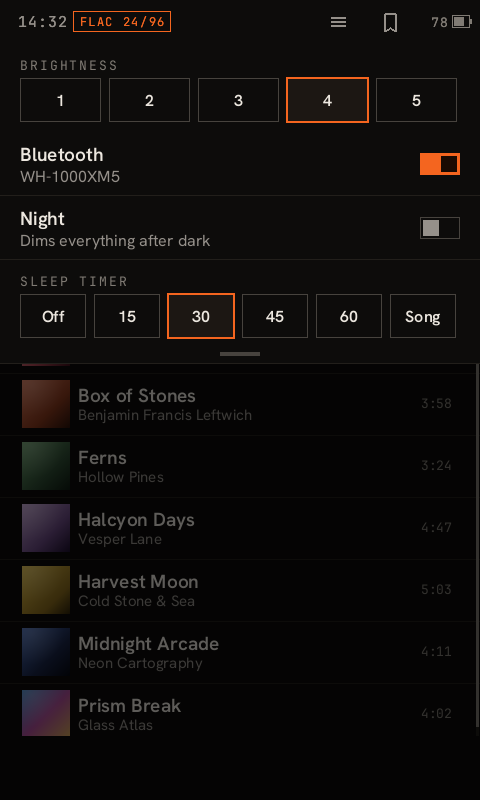 14:32 FLAC 24/96 78
BRIGHTNESS
1 2 3 4 5
Bluetooth
WH-1000XM5
Night
Dims everything after dark
SLEEP TIMER
Off 15 30 45 60 Song
Box of Stones
Benjamin Francis Leftwich
3:58
Ferns
Hollow Pines
3:24
Halcyon Days
Vesper Lane
4:47
Harvest Moon
Cold Stone & Sea
5:03
Midnight Arcade
Neon Cartography
4:11
Prism Break
Glass Atlas
4:02